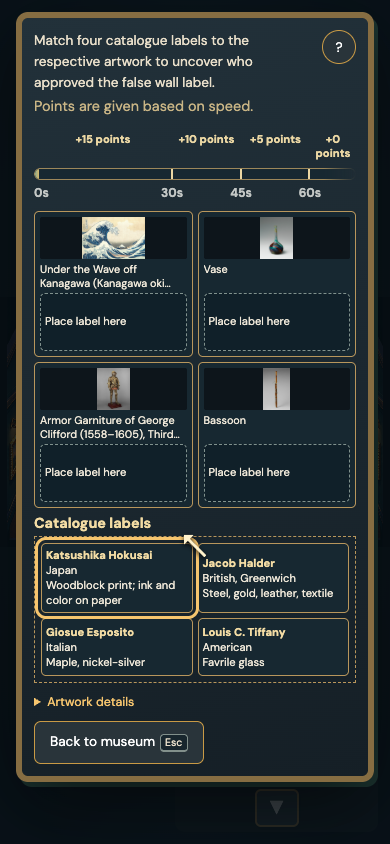 Match four catalogue labels to the
respective artwork to uncover who
approved the false wall label.
Points are given based on speed.
?
+15 points
+10 points
+5 points
+0
points
0s
30s
45s
60s
Under the Wave off
Kanagawa (Kanagawa oki...
Place label here
Vase
Place label here
Armor Garniture of George
Clifford (1558–1605), Third...
Place label here
Bassoon
Place label here
Catalogue labels
Katsushika Hokusai
Japan
Woodblock print; ink and
color on paper
Jacob Halder
British, Greenwich
Steel, gold, leather, textile
Giosue Esposito
Italian
Maple, nickel-silver
Louis C. Tiffany
American
Favrile glass
Artwork details
Back to museum Esc